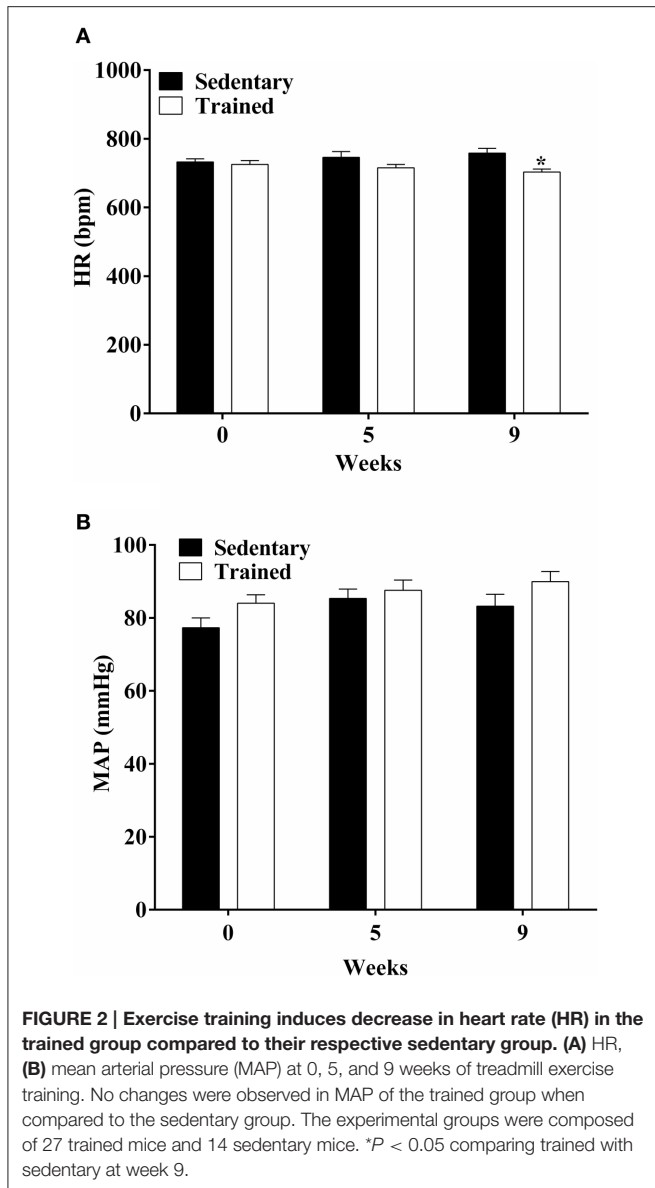 A
1000
Sedentary
Trained
800
*
600
HR (bpm)
400
200
0
0 5 9
Weeks
B
100
Sedentary
Trained
80
60
MAP (mmHg)
40
20
0
0 5 9
Weeks
FIGURE 2 | Exercise training induces decrease in heart rate (HR) in the
trained group compared to their respective sedentary group. (A) HR,
(B) mean arterial pressure (MAP) at 0, 5, and 9 weeks of treadmill exercise
training. No changes were observed in MAP of the trained group when
compared to the sedentary group. The experimental groups were composed
of 27 trained mice and 14 sedentary mice. *P < 0.05 comparing trained with
sedentary at week 9.